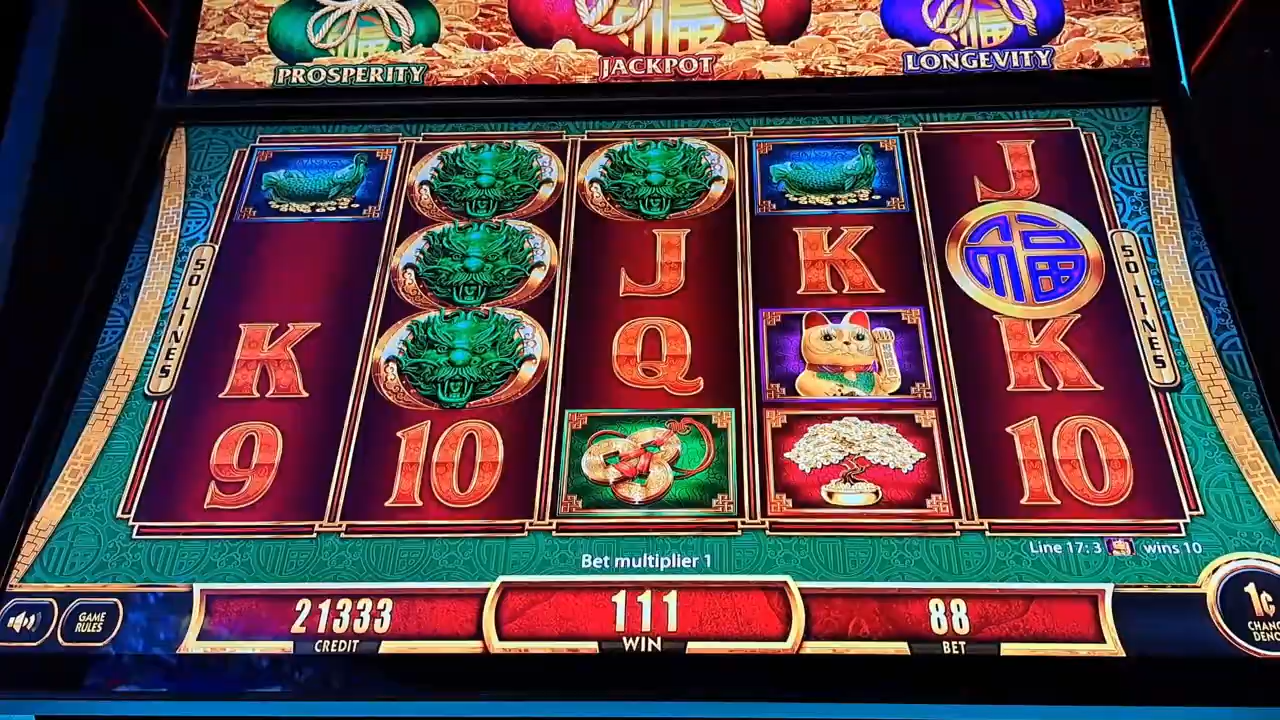 PROSPERITY
JACKPOT
LONGEVITY
J
50 LINES
J
K
福
50 LINES
K
Q
K
9
10
10
Bet multiplier 1
Line 17: 3 wins 10
GAME
RULES
21333
CREDIT
111
WIN
88
BET
1¢